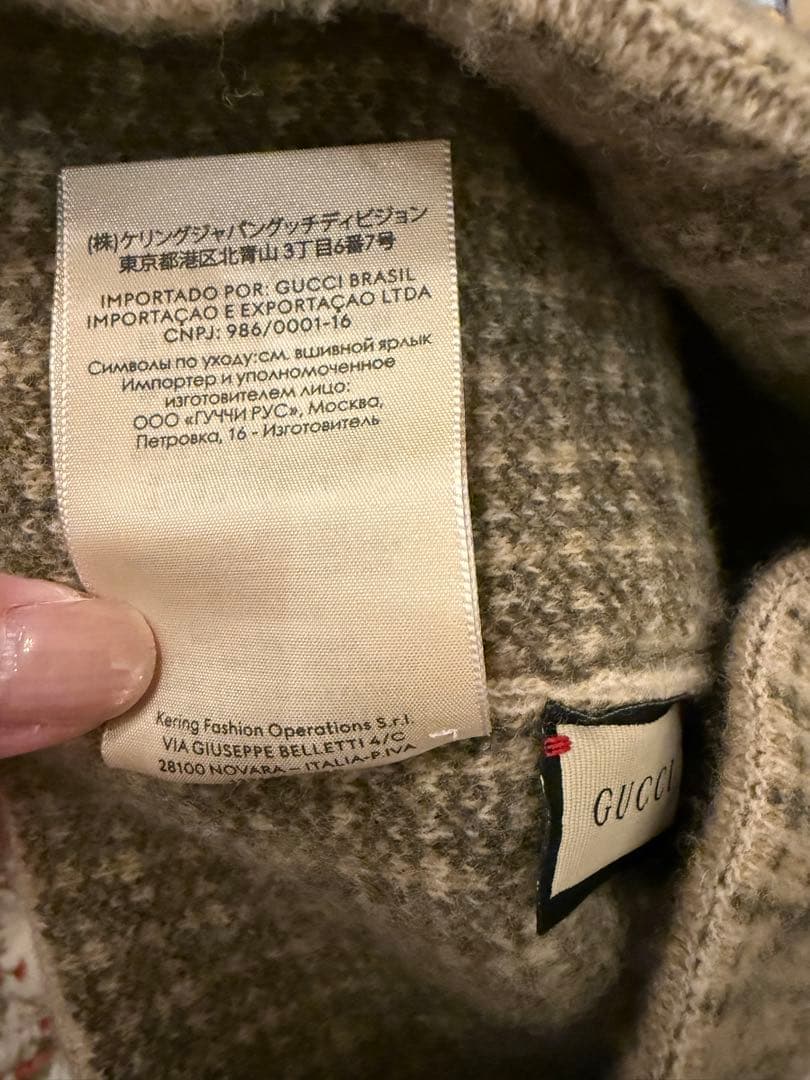 (株)ケリングジャパングッチディビジョン
東京都港区北青山3丁目6番7号
IMPORTADO POR: GUCCI BRASIL
IMPORTAÇAO E EXPORTAÇAO LTDA
CNPJ: 986/0001-16
Символы по уходу:см. вшивной ярлык
Импортер и уполномоченное
изготовителем лицо:
ООО «ГУЧЧИ РУС», Москва,
Петровка, 16 - Изготовитель
Kering Fashion Operations S.r.l.
VIA GIUSEPPE BELLETTI 4/C
28100 NOVARA – ITALIA-P.IVA
GUCCI